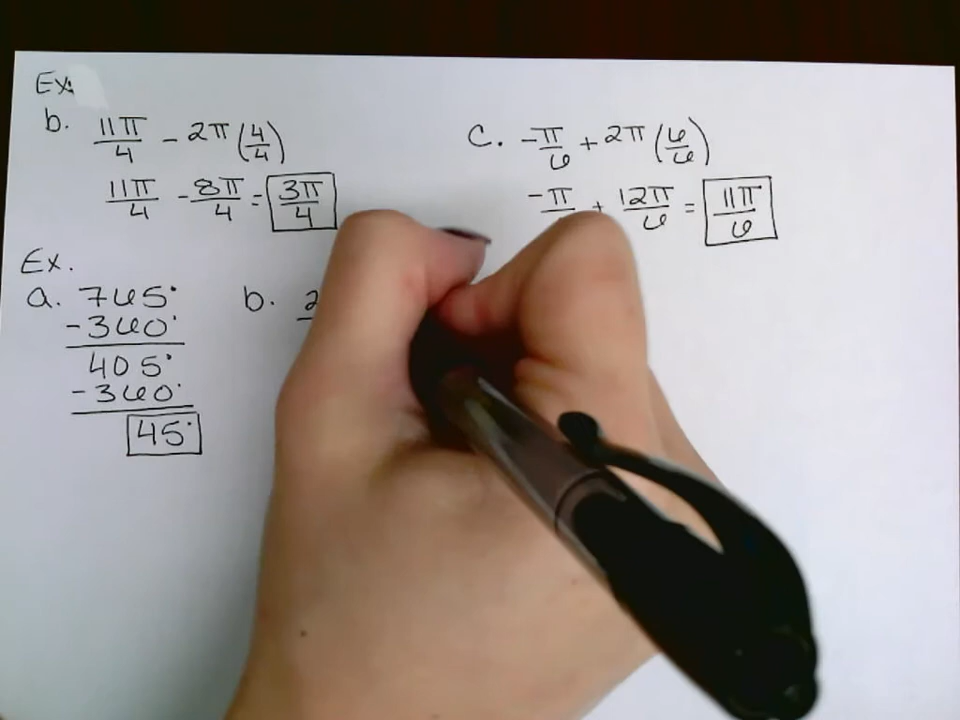 Ex:
b. 11π/4 - 2π(4/4)
11π/4 - 8π/4 = 3π/4
c. -π/6 + 2π(6/6)
-π/ + 12π/6 = 11π/6
Ex.
a. 765°
-360°
405°
-360°
45°
b. 2